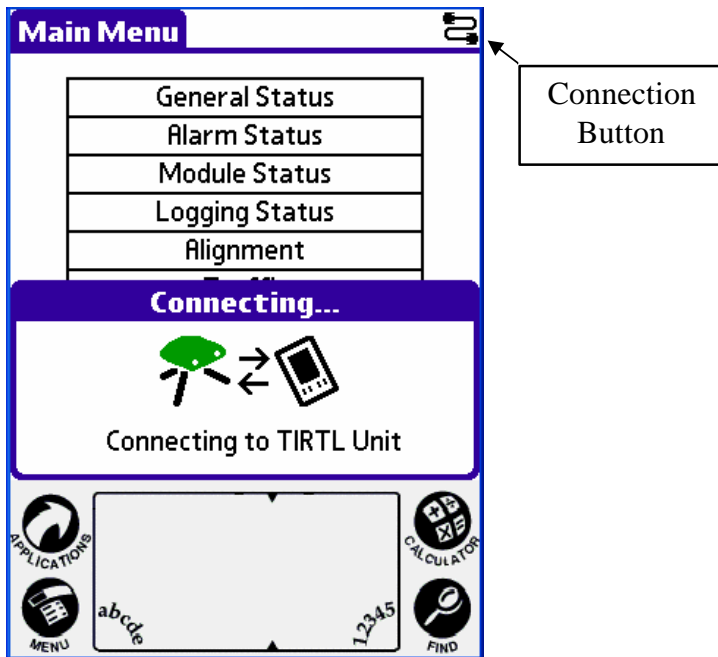 Main Menu
Connection
Button
General Status
Alarm Status
Module Status
Logging Status
Alignment
Connecting...
Connecting to TIRTL Unit
APPLICATIONS
CALCULATOR
abcde
12345
MENU
FIND